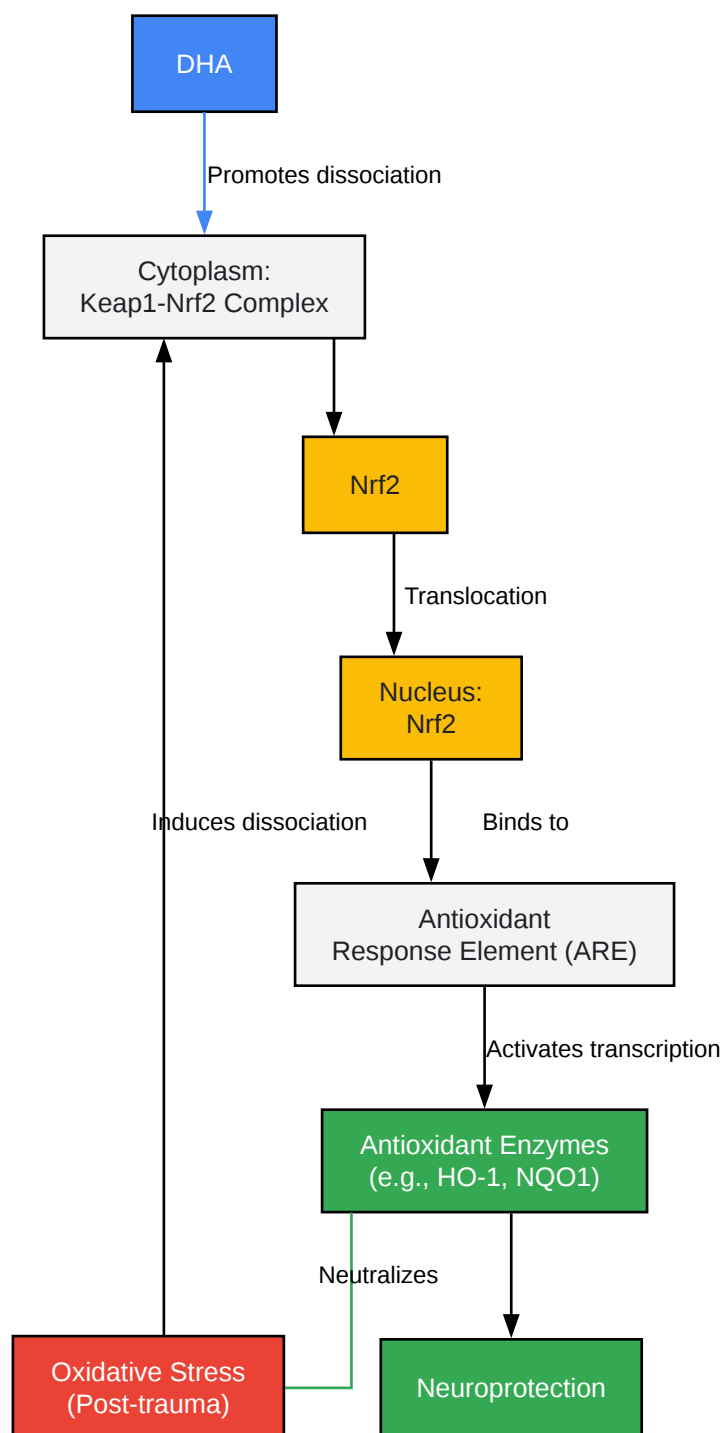 DHA
Promotes dissociation
Cytoplasm:
Keap1-Nrf2 Complex
Nrf2
Translocation
Nucleus:
Nrf2
Induces dissociation
Binds to
Antioxidant
Response Element (ARE)
Activates transcription
Antioxidant Enzymes
(e.g., HO-1, NQO1)
Neutralizes
Oxidative Stress
(Post-trauma)
Neuroprotection